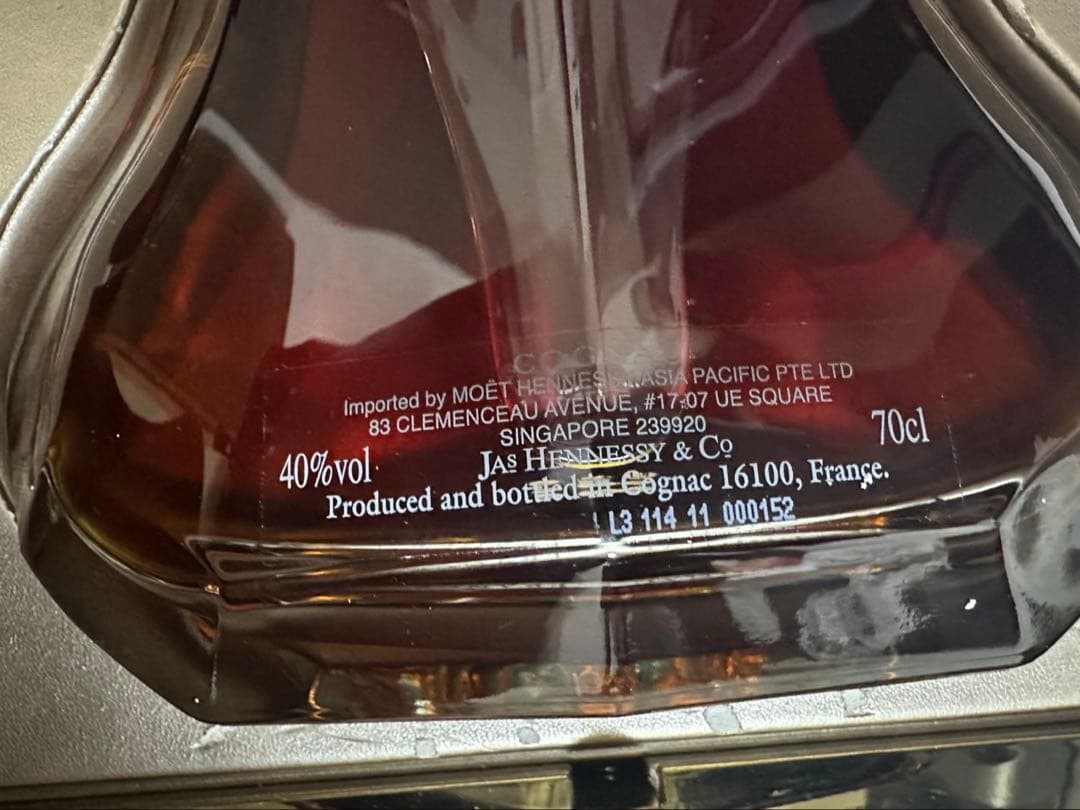 COGNAC
Imported by MOËT HENNESSY ASIA PACIFIC PTE LTD
83 CLEMENCEAU AVENUE, #17-07 UE SQUARE
SINGAPORE 239920
40%vol
70cl
JAS HENNESSY & Co
Produced and bottled in Cognac 16100, France.
L3 114 11 000152